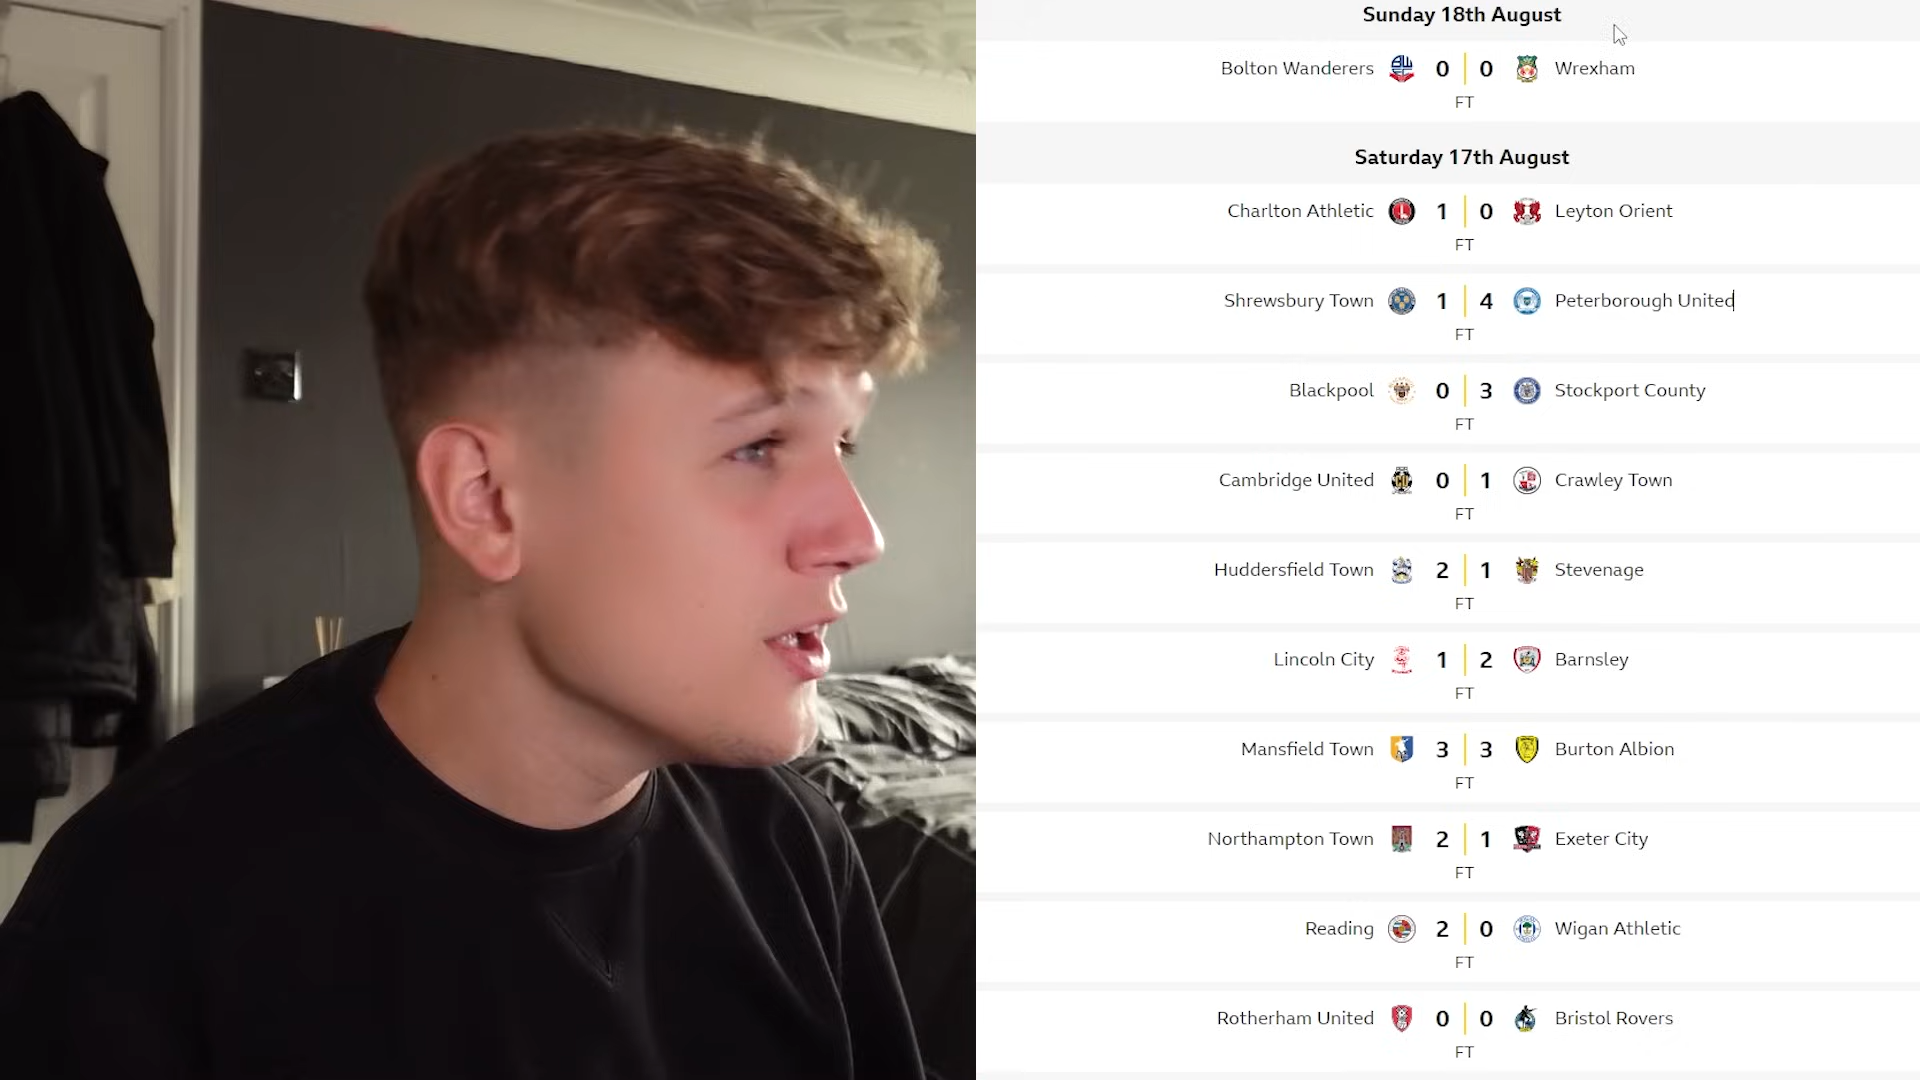 Sunday 18th August
Bolton Wanderers 0 0 Wrexham
FT
Saturday 17th August
Charlton Athletic 1 0 Leyton Orient
FT
Shrewsbury Town 1 4 Peterborough United
FT
Blackpool 0 3 Stockport County
FT
Cambridge United 0 1 Crawley Town
FT
Huddersfield Town 2 1 Stevenage
FT
Lincoln City 1 2 Barnsley
FT
Mansfield Town 3 3 Burton Albion
FT
Northampton Town 2 1 Exeter City
FT
Reading 2 0 Wigan Athletic
FT
Rotherham United 0 0 Bristol Rovers
FT